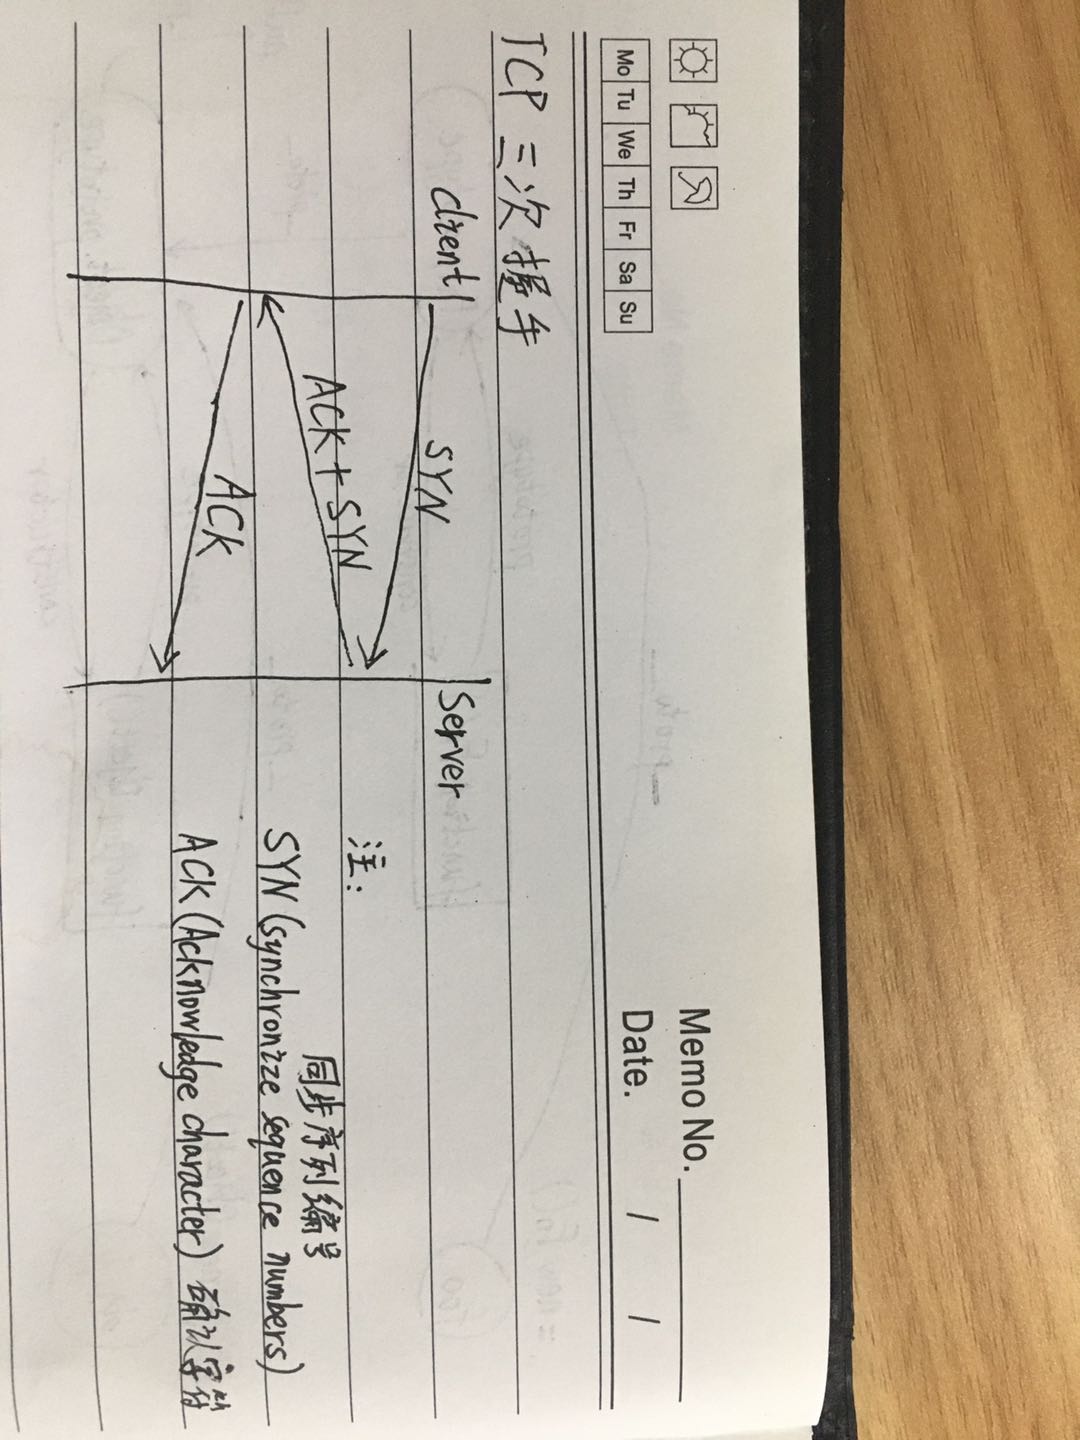 Memo No.
Mo Tu We Th Fr Sa Su
Date. / /
TCP 三次握手
client
Server
SYN
ACK+SYN
ACK
注:
同步序列编号
SYN (synchronize sequence numbers)
ACK (Acknowledge character) 确认字符